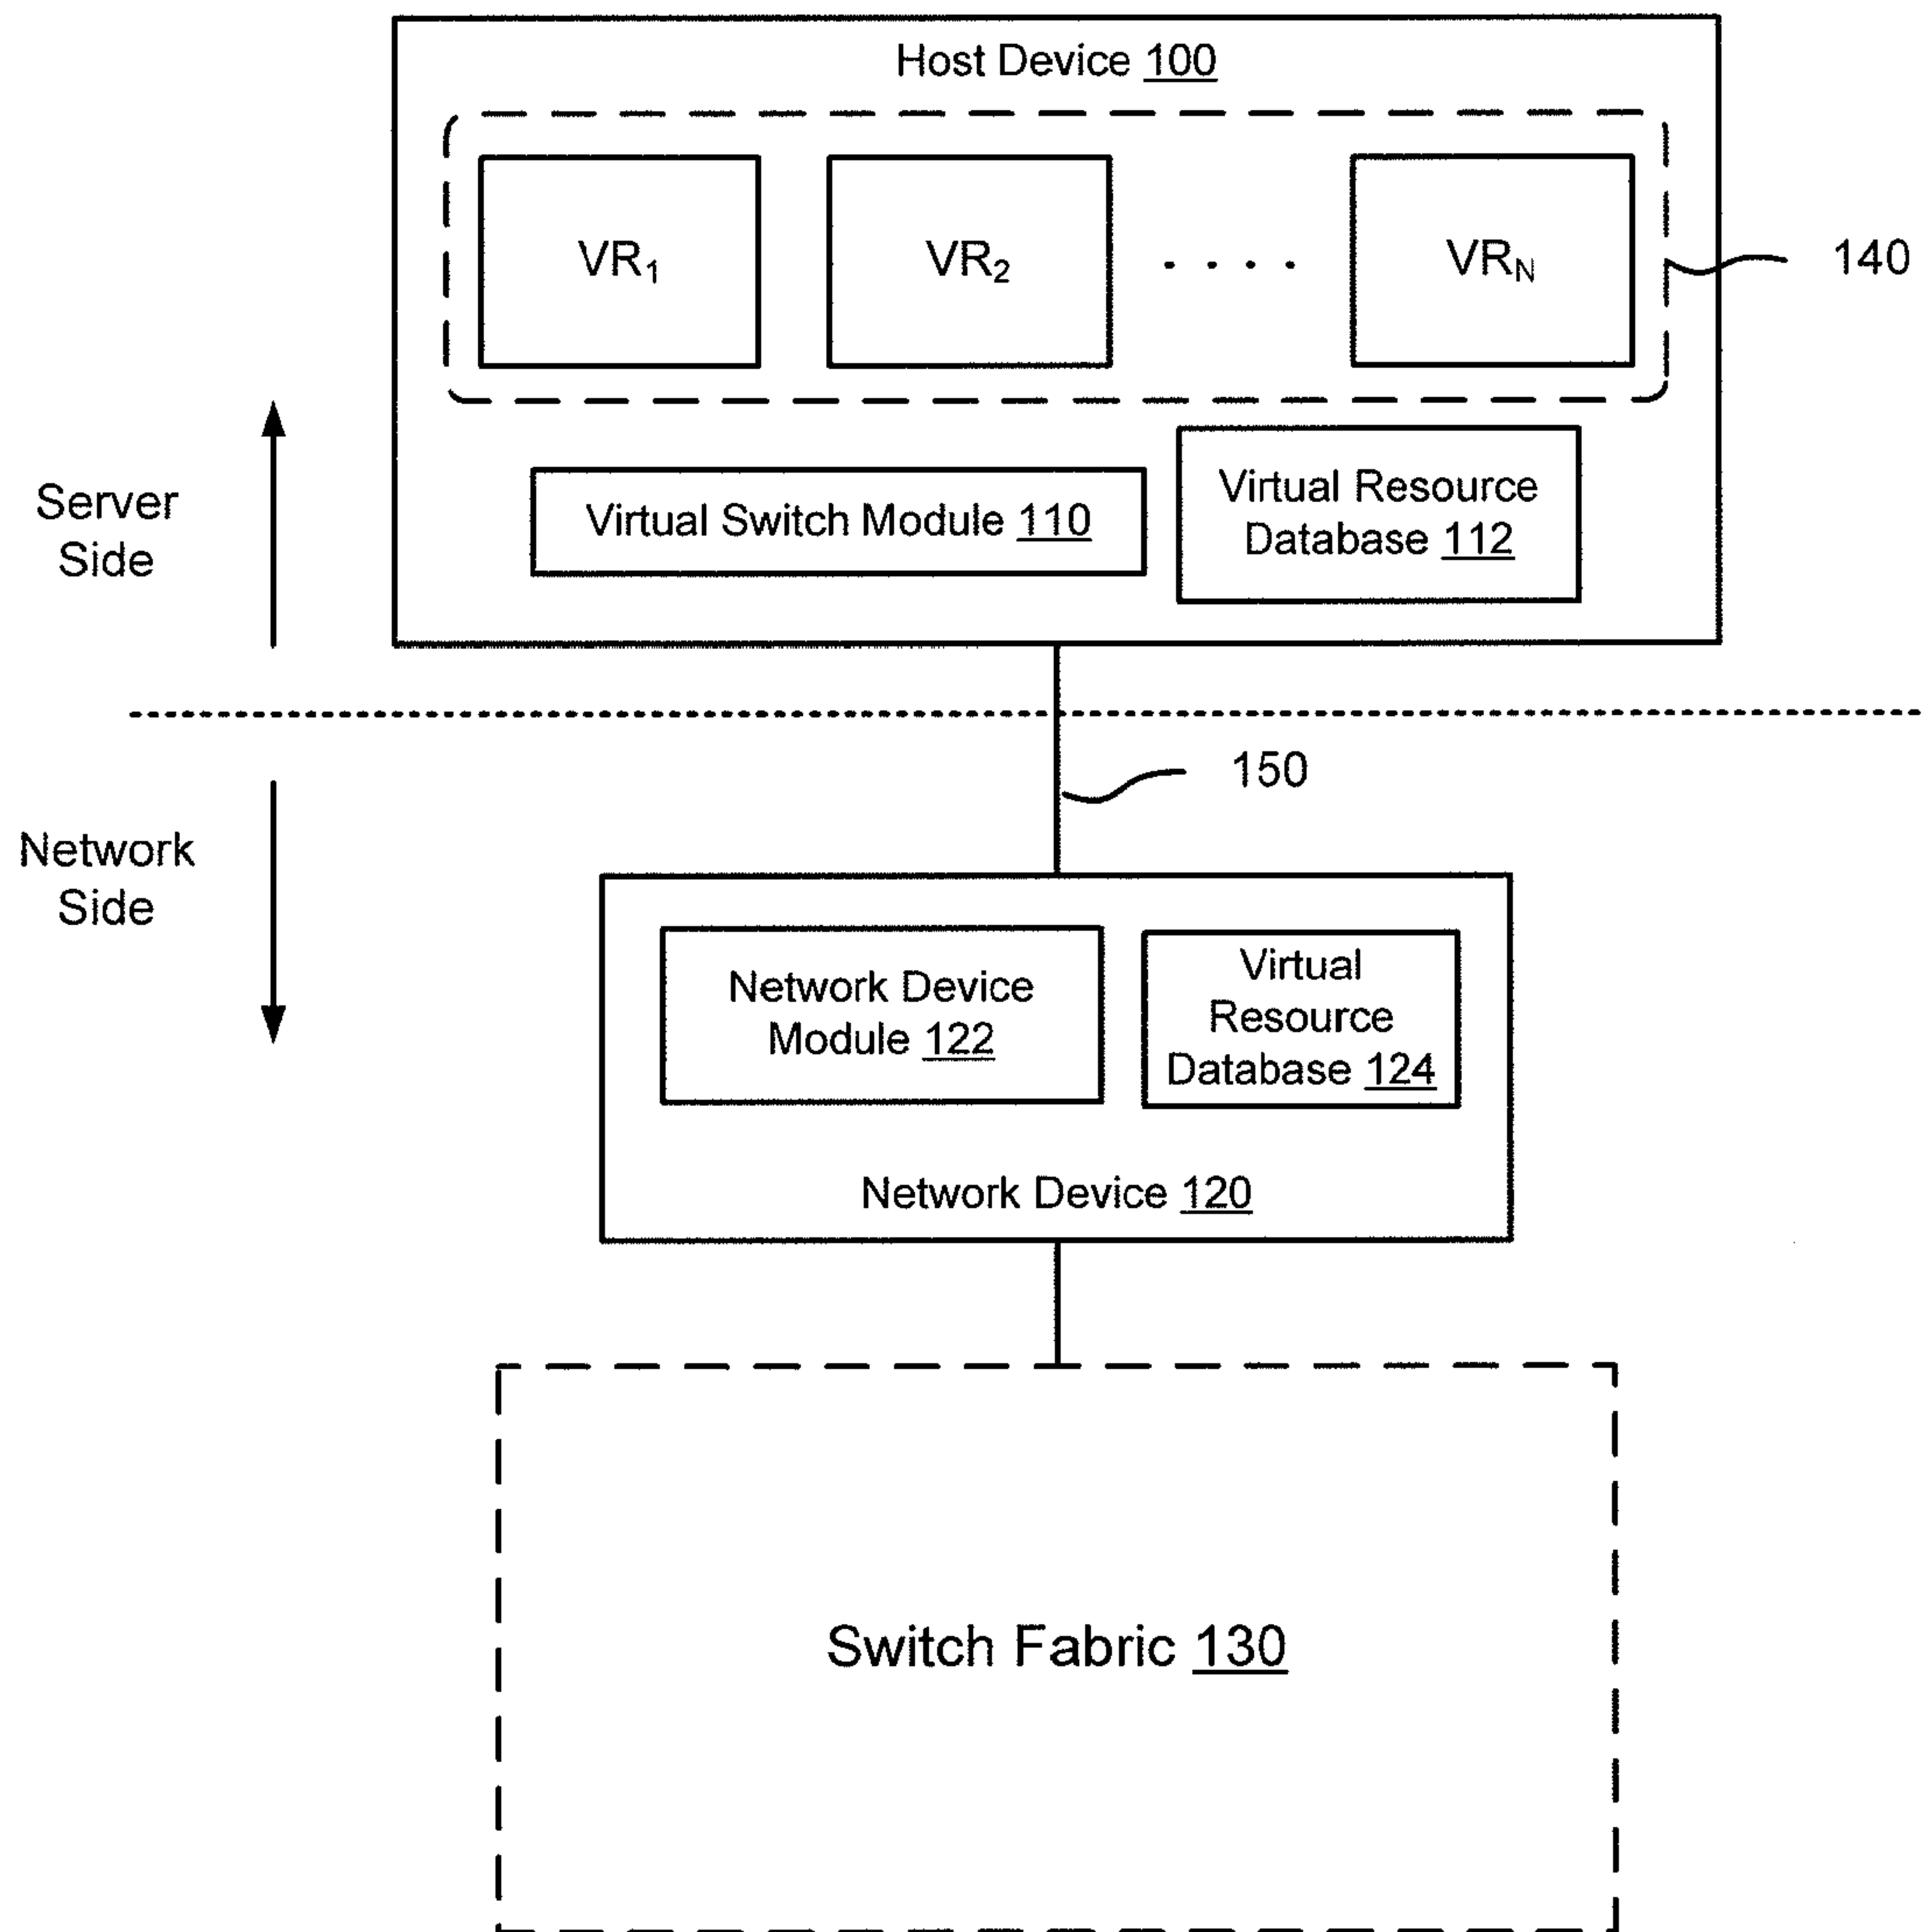 Host Device 100
VR1
VR2
. . . .
VRN
140
Server
Side
Virtual Switch Module 110
Virtual Resource
Database 112
150
Network
Side
Network Device
Module 122
Virtual
Resource
Database 124
Network Device 120
Switch Fabric 130